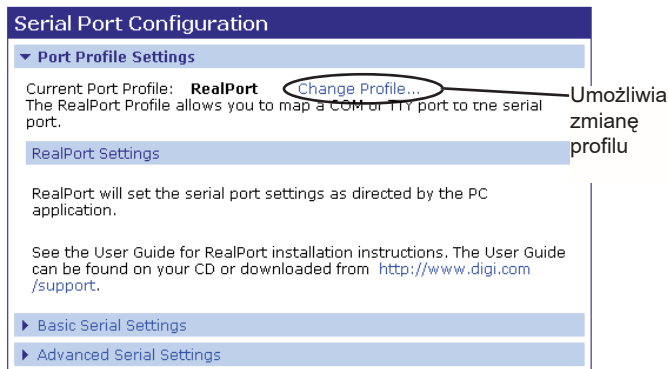 Serial Port Configuration
Port Profile Settings
Current Port Profile: RealPort Change Profile...
The RealPort Profile allows you to map a COM or TTY port to the serial
port.
RealPort Settings
RealPort will set the serial port settings as directed by the PC
application.
See the User Guide for RealPort installation instructions. The User Guide
can be found on your CD or downloaded from http://www.digi.com
/support.
Basic Serial Settings
Advanced Serial Settings
Umożliwia
zmianę
profilu